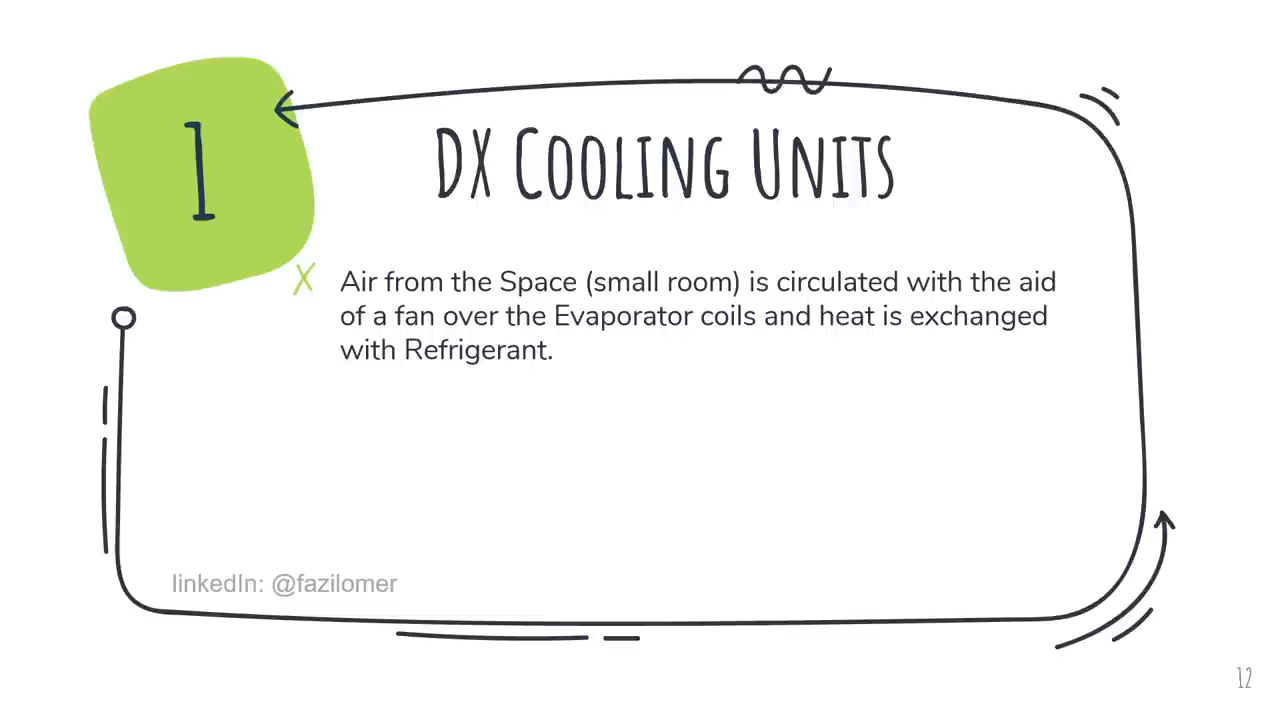 1
DX Cooling Units
X Air from the Space (small room) is circulated with the aid
of a fan over the Evaporator coils and heat is exchanged
with Refrigerant.
linkedIn: @fazilomer
12